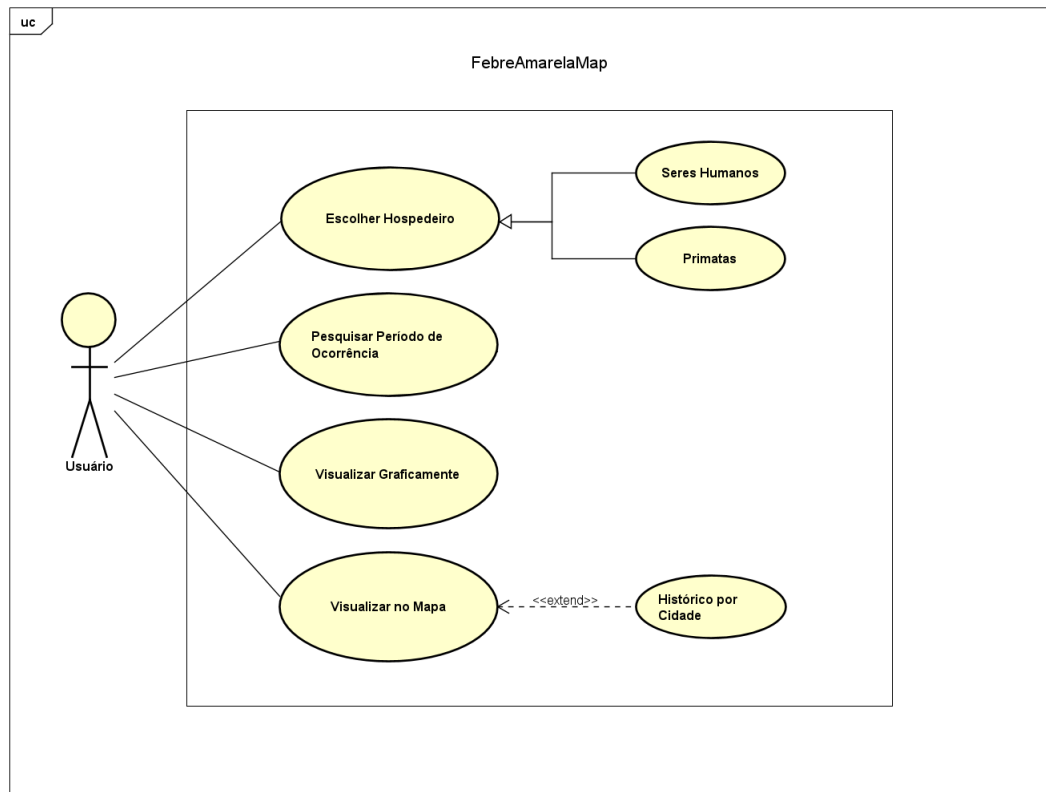 uc
FebreAmarelaMap
Seres Humanos
Escolher Hospedeiro
Primatas
Pesquisar Período de
Ocorrência
Usuário
Visualizar Graficamente
Visualizar no Mapa
<<extend>>
Histórico por
Cidade